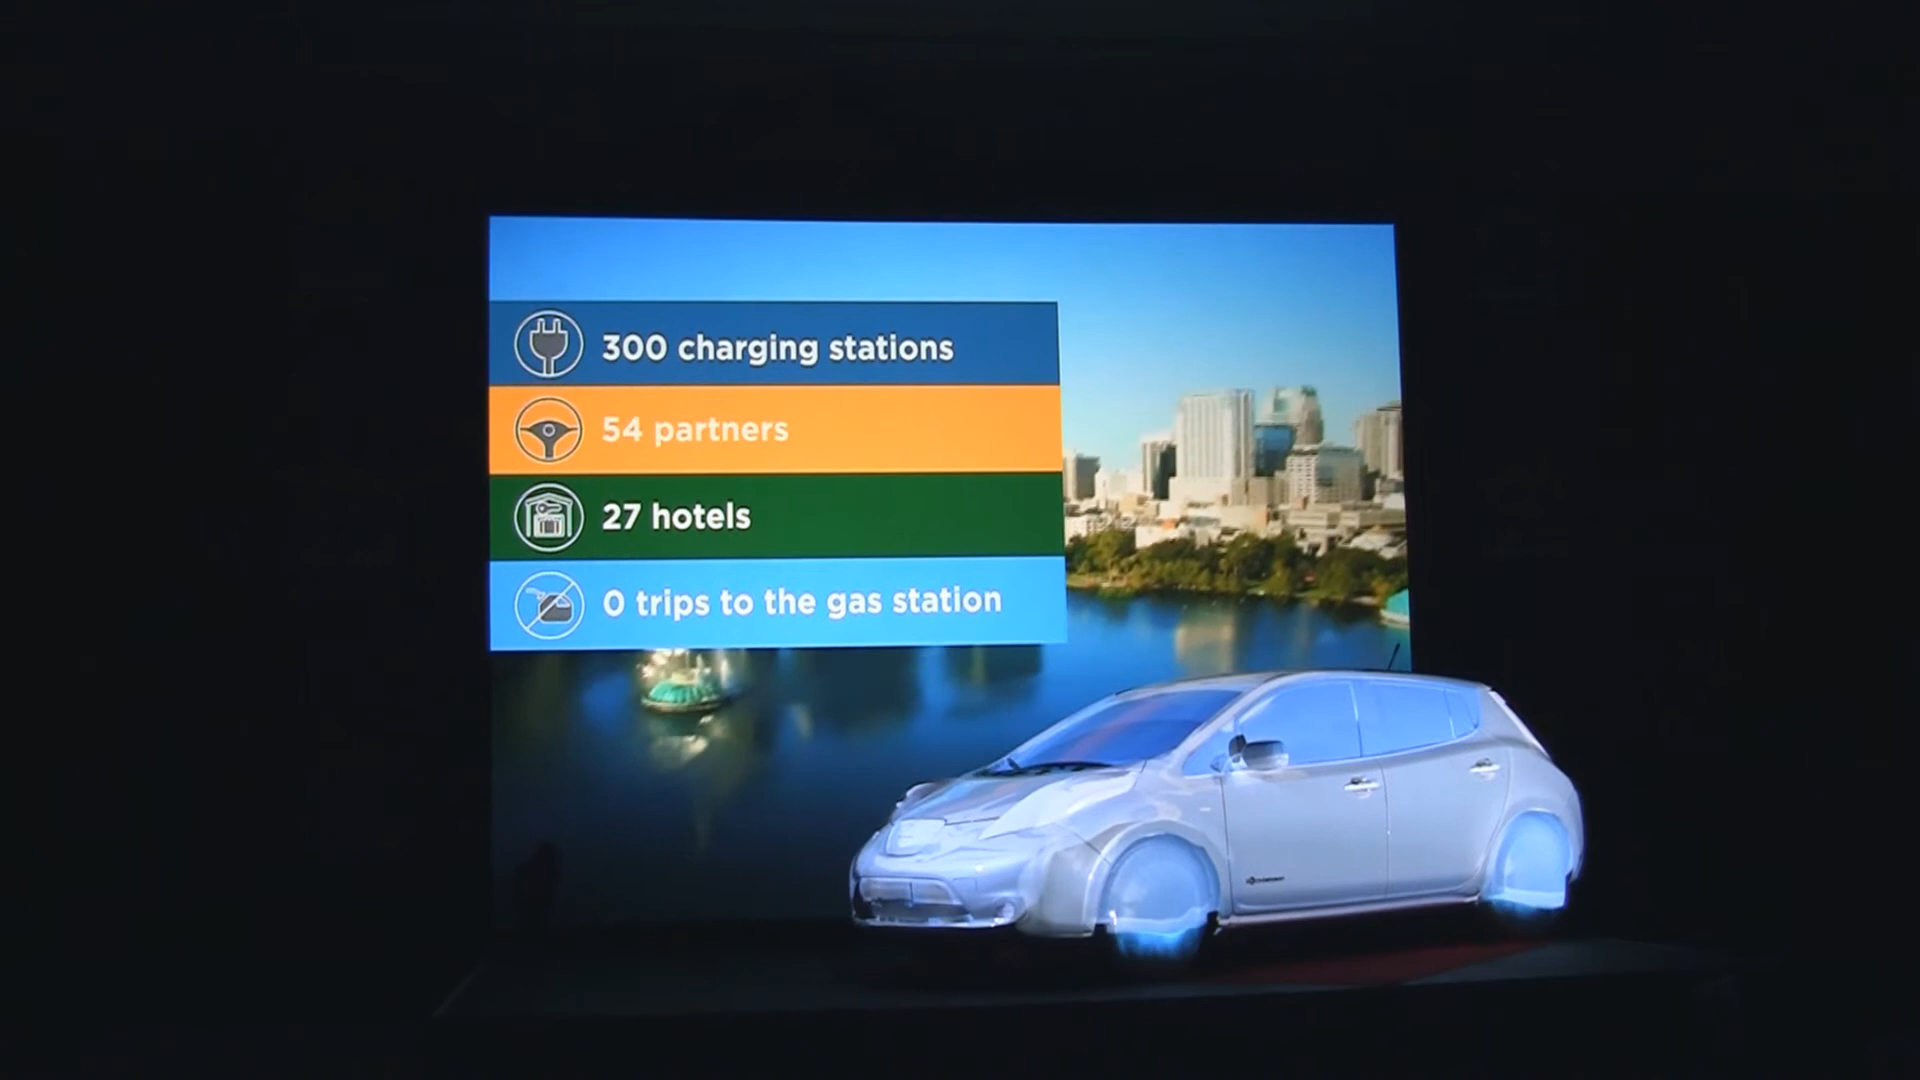 300 charging stations
54 partners
27 hotels
0 trips to the gas station